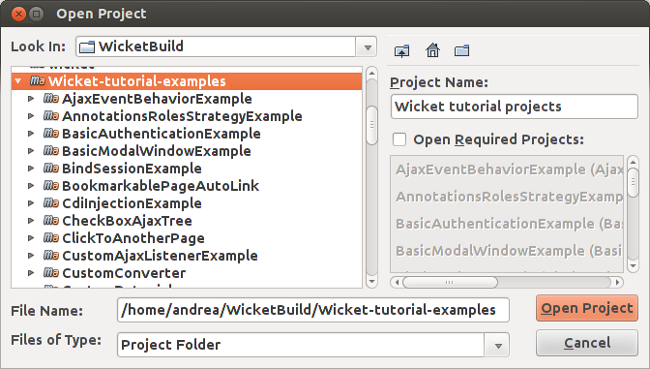 Open Project
Look In: WicketBuild
Wicket-tutorial-examples
AjaxEventBehaviorExample
AnnotationsRolesStrategyExample
BasicAuthenticationExample
BasicModalWindowExample
BindSessionExample
BookmarkablePageAutoLink
CdiInjectionExample
CheckBoxAjaxTree
ClickToAnotherPage
CustomAjaxListenerExample
CustomConverter
Project Name:
Wicket tutorial projects
Open Required Projects:
AjaxEventBehaviorExample (Ajax
AnnotationsRolesStrategyExamp
BasicAuthenticationExample (Ba
BasicModalWindowExample (Basi
File Name: /home/andrea/WicketBuild/Wicket-tutorial-examples
Open Project
Files of Type: Project Folder
Cancel